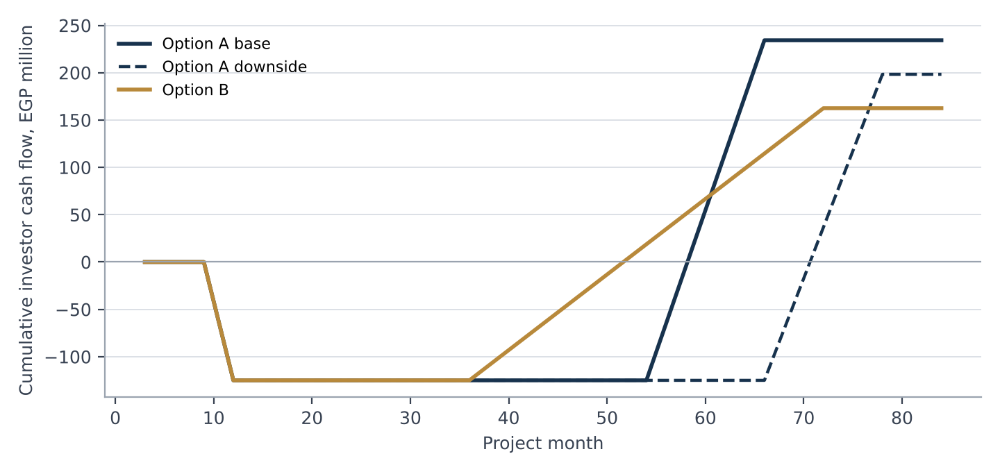 Cumulative investor cash flow, EGP million
250
200
150
100
50
0
−50
−100
Option A base
Option A downside
Option B
0 10 20 30 40 50 60 70 80
Project month